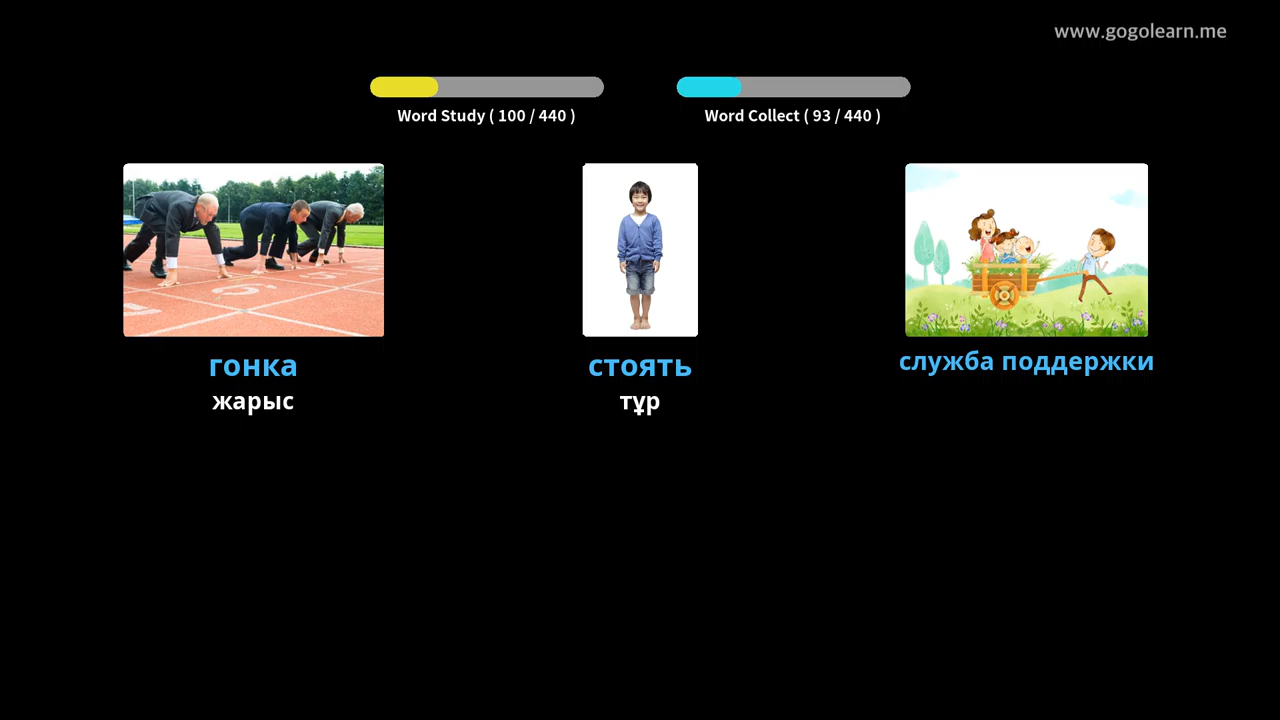 www.gogolearn.me
Word Study ( 100 / 440 )
Word Collect ( 93 / 440 )
гонка
жарыс
стоять
тұр
служба поддержки